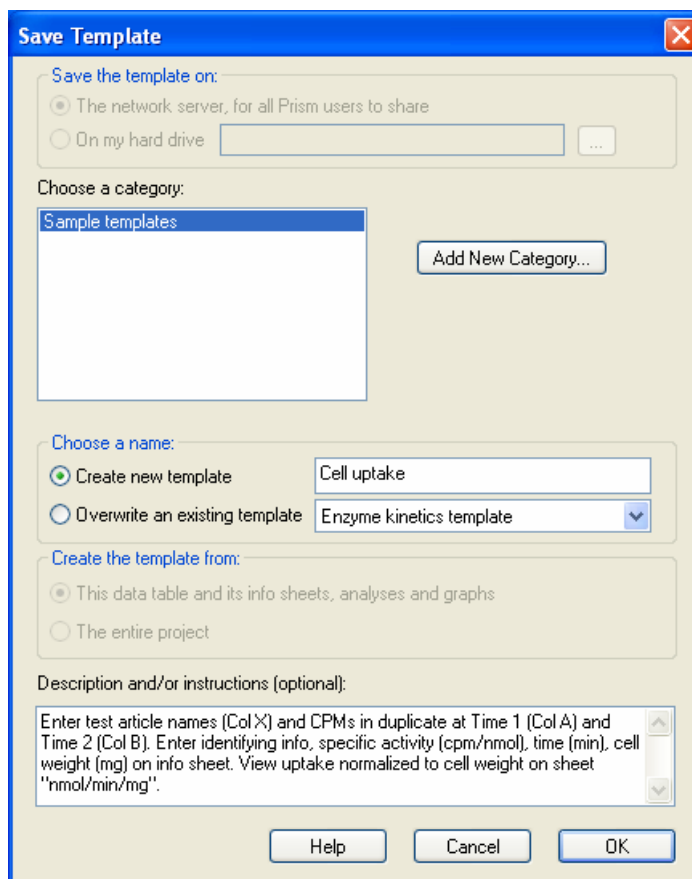 Save Template
Save the template on:
The network server, for all Prism users to share
On my hard drive
...
Choose a category:
Sample templates
Add New Category...
Choose a name:
Create new template
Cell uptake
Overwrite an existing template
Enzyme kinetics template
Create the template from:
This data table and its info sheets, analyses and graphs
The entire project
Description and/or instructions (optional):
Enter test article names (Col X) and CPMs in duplicate at Time 1 (Col A) and
Time 2 (Col B). Enter identifying info, specific activity (cpm/nmol), time (min), cell
weight (mg) on info sheet. View uptake normalized to cell weight on sheet
"nmol/min/mg".
Help
Cancel
OK